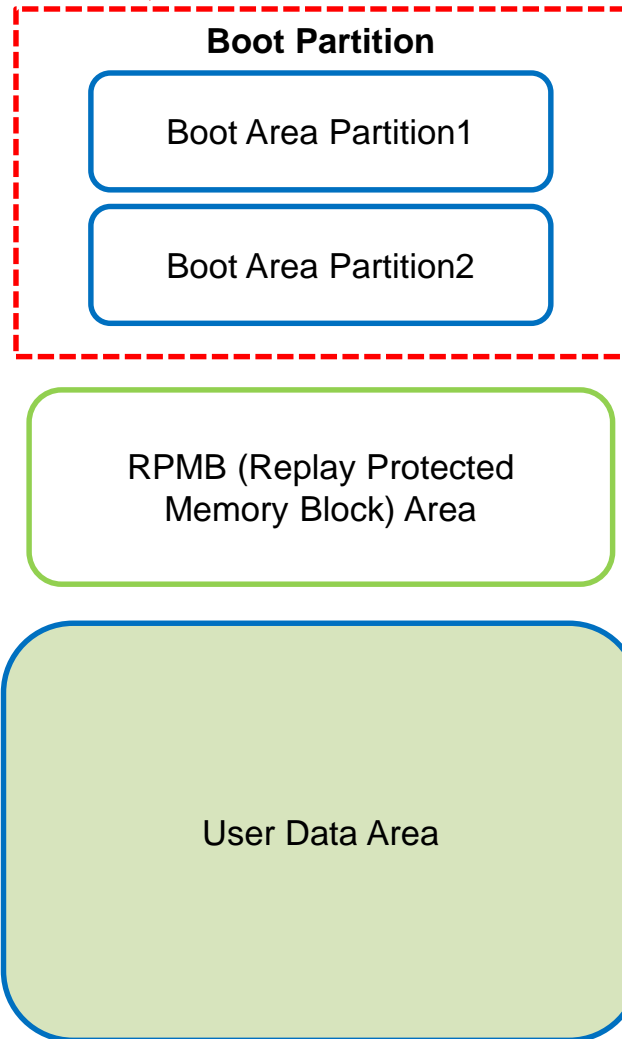 Boot Partition
Boot Area Partition1
Boot Area Partition2
RPMB (Replay Protected
Memory Block) Area
User Data Area